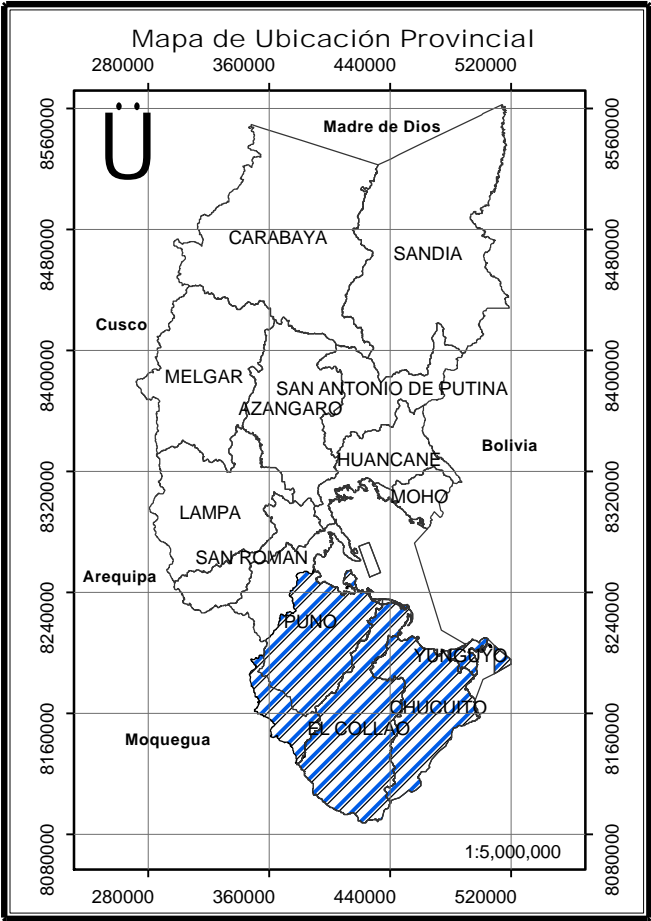 Mapa de Ubicación Provincial
280000 360000 440000 520000
8560000 8560000
Ü
Madre de Dios
CARABAYA
SANDIA
8480000 8480000
Cusco
MELGAR
SAN ANTONIO DE PUTINA
8400000 8400000
AZANGARO
Bolivia
HUANCANE
MOHO
8320000 8320000
LAMPA
SAN ROMAN
Arequipa
8240000 8240000
PUNO
YUNGUYO
CHUCUITO
8160000 8160000
EL COLLAO
Moquegua
1:5,000,000
8080000 8080000
280000 360000 440000 520000